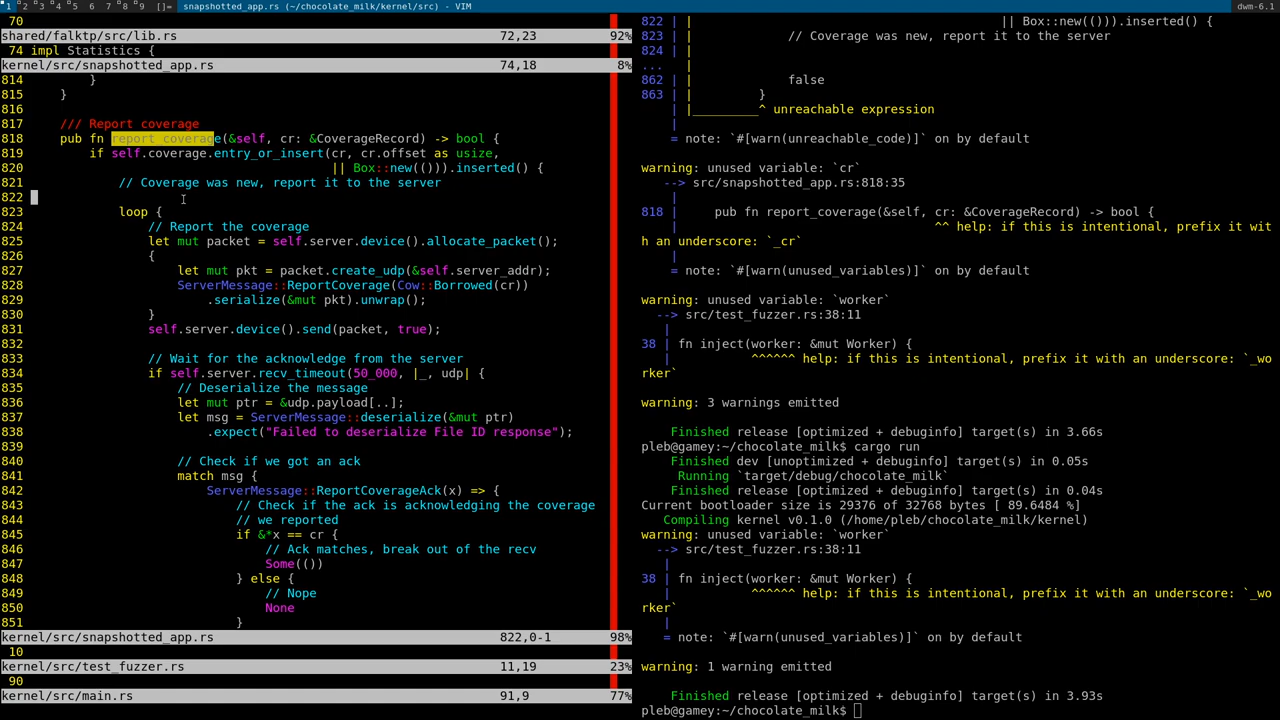 1 2 3 4 5 6 7 8 9 []= snapshotted_app.rs (~/chocolate_milk/kernel/src) - VIM dwm-6.1
70
shared/falktp/src/lib.rs 72,23 92%
74 impl Statistics {
kernel/src/snapshotted_app.rs 74,18 8%
814 }
815 }
816
817 /// Report coverage
818 pub fn report_coverage(&self, cr: &CoverageRecord) -> bool {
819 if self.coverage.entry_or_insert(cr, cr.offset as usize,
820 || Box::new(())).inserted() {
821 // Coverage was new, report it to the server
822
823 loop {
824 // Report the coverage
825 let mut packet = self.server.device().allocate_packet();
826 {
827 let mut pkt = packet.create_udp(&self.server_addr);
828 ServerMessage::ReportCoverage(Cow::Borrowed(cr))
829 .serialize(&mut pkt).unwrap();
830 }
831 self.server.device().send(packet, true);
832
833 // Wait for the acknowledge from the server
834 if self.server.recv_timeout(50_000, |_, udp| {
835 // Deserialize the message
836 let mut ptr = &udp.payload[..];
837 let msg = ServerMessage::deserialize(&mut ptr)
838 .expect("Failed to deserialize File ID response");
839
840 // Check if we got an ack
841 match msg {
842 ServerMessage::ReportCoverageAck(x) => {
843 // Check if the ack is acknowledging the coverage
844 // we reported
845 if &*x == cr {
846 // Ack matches, break out of the recv
847 Some(())
848 } else {
849 // Nope
850 None
851 }
kernel/src/snapshotted_app.rs 822,0-1 98%
10
kernel/src/test_fuzzer.rs 11,19 23%
90
kernel/src/main.rs 91,9 77%
822 | | || Box::new(())).inserted() {
823 | | // Coverage was new, report it to the server
824 | |
... |
862 | | false
863 | | }
| |_________^ unreachable expression
|
= note: `#[warn(unreachable_code)]` on by default
warning: unused variable: `cr`
--> src/snapshotted_app.rs:818:35
|
818 | pub fn report_coverage(&self, cr: &CoverageRecord) -> bool {
| ^^ help: if this is intentional, prefix it wit
h an underscore: `_cr`
|
= note: `#[warn(unused_variables)]` on by default
warning: unused variable: `worker`
--> src/test_fuzzer.rs:38:11
|
38 | fn inject(worker: &mut Worker) {
| ^^^^^^ help: if this is intentional, prefix it with an underscore: `_wo
rker`
warning: 3 warnings emitted
Finished release [optimized + debuginfo] target(s) in 3.66s
pleb@gamey:~/chocolate_milk$ cargo run
Finished dev [unoptimized + debuginfo] target(s) in 0.05s
Running `target/debug/chocolate_milk`
Finished release [optimized + debuginfo] target(s) in 0.04s
Current bootloader size is 29376 of 32768 bytes [ 89.6484 %]
Compiling kernel v0.1.0 (/home/pleb/chocolate_milk/kernel)
warning: unused variable: `worker`
--> src/test_fuzzer.rs:38:11
|
38 | fn inject(worker: &mut Worker) {
| ^^^^^^ help: if this is intentional, prefix it with an underscore: `_wo
rker`
|
= note: `#[warn(unused_variables)]` on by default
warning: 1 warning emitted
Finished release [optimized + debuginfo] target(s) in 3.93s
pleb@gamey:~/chocolate_milk$